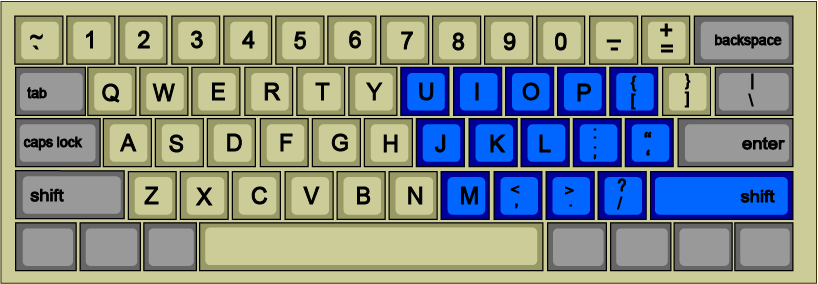 ~ ` 1 2 3 4 5 6 7 8 9 0 _ - + = backspace
tab Q W E R T Y U I O P { [ } ] | \
caps lock A S D F G H J K L : ; “ ‘ enter
shift Z X C V B N M < , > . ? / shift